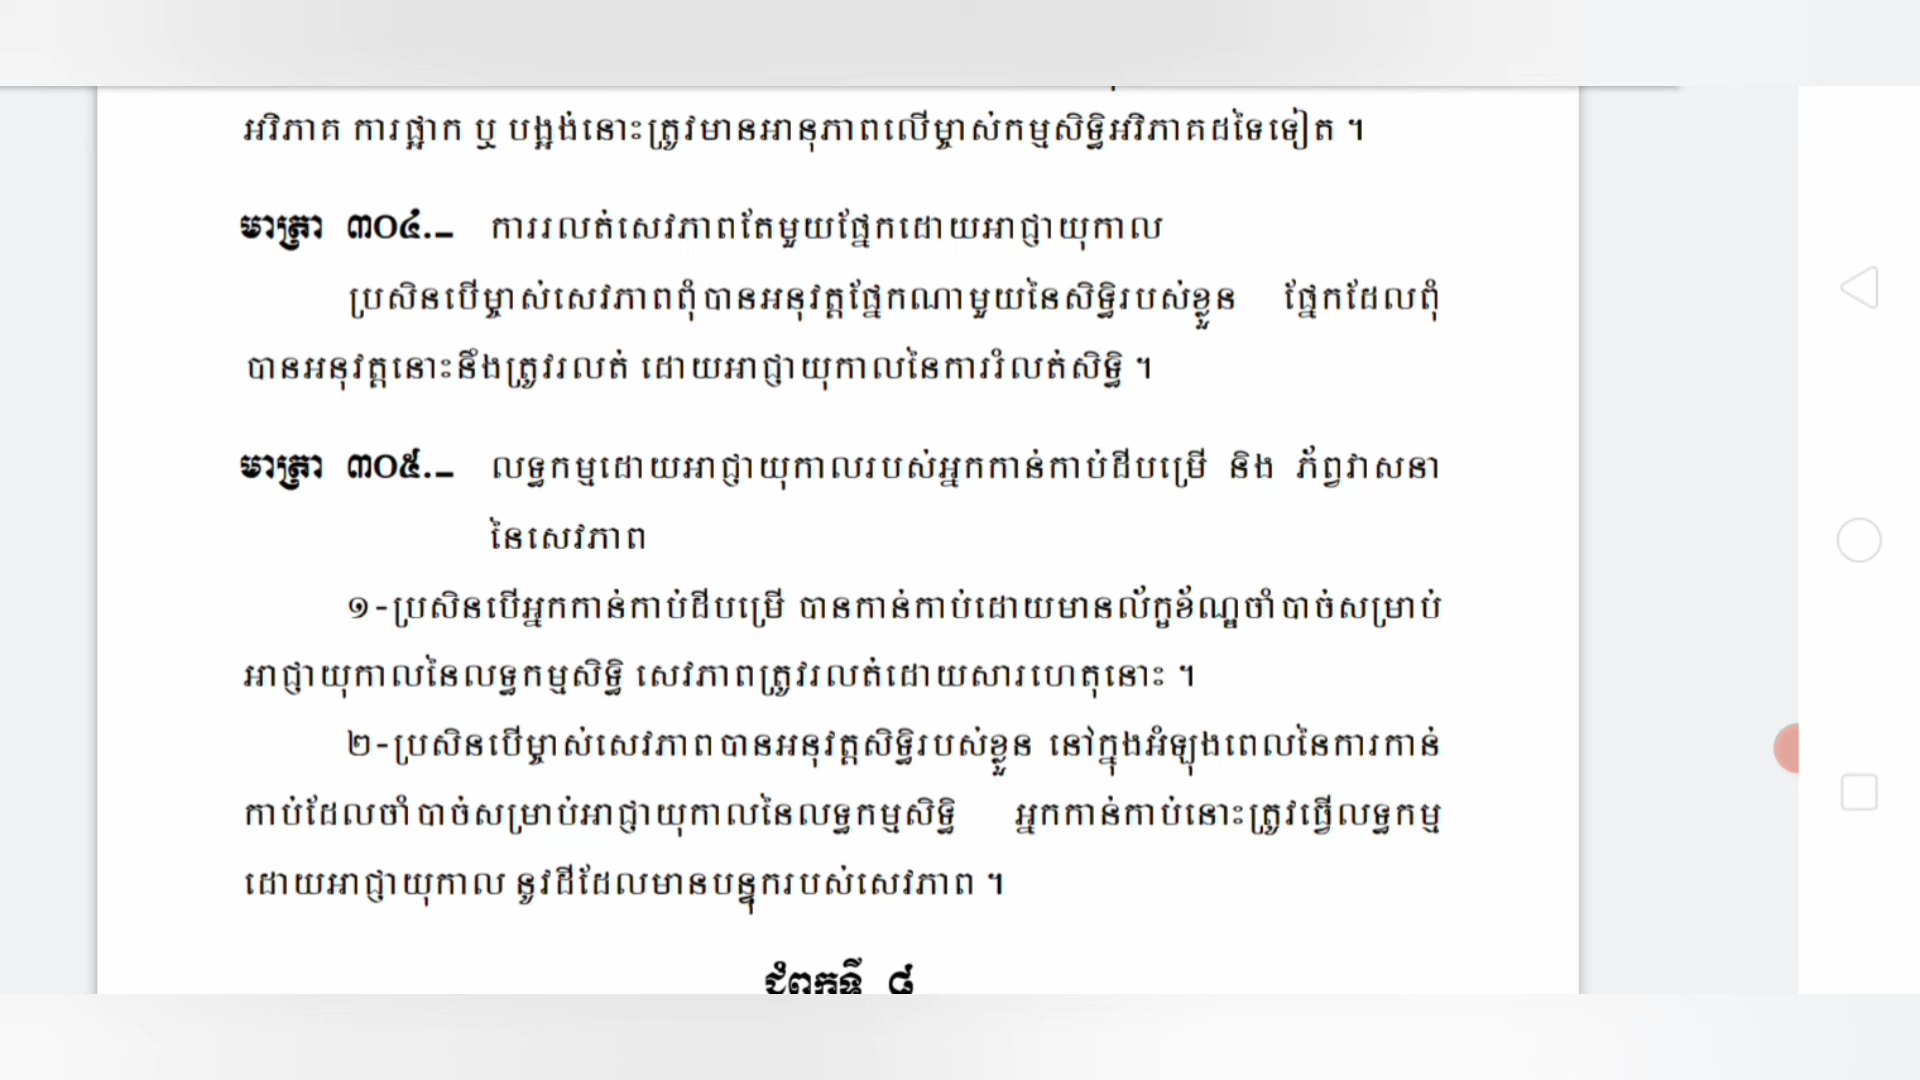 អវិភាគ ការផ្អាក ឬ បង្អង់នោះត្រូវមានអានុភាពលើម្ចាស់កម្មសិទ្ធិអវិភាគដទៃទៀត ។
មាត្រា ៣០៤._ ការរលត់សេវភាពតែមួយផ្នែកដោយអាជ្ញាយុកាល
ប្រសិនបើម្ចាស់សេវភាពពុំបានអនុវត្តផ្នែកណាមួយនៃសិទ្ធិរបស់ខ្លួន ផ្នែកដែលពុំ
បានអនុវត្តនោះនឹងត្រូវរលត់ ដោយអាជ្ញាយុកាលនៃការរំលត់សិទ្ធិ ។
មាត្រា ៣០៥._ លទ្ធកម្មដោយអាជ្ញាយុកាលរបស់អ្នកកាន់កាប់ដីបម្រើ និង ភ័ព្វវាសនា
នៃសេវភាព
១-ប្រសិនបើអ្នកកាន់កាប់ដីបម្រើ បានកាន់កាប់ដោយមានល័ក្ខខ័ណ្ឌចាំបាច់សម្រាប់
អាជ្ញាយុកាលនៃលទ្ធកម្មសិទ្ធិ សេវភាពត្រូវរលត់ដោយសារហេតុនោះ ។
២-ប្រសិនបើម្ចាស់សេវភាពបានអនុវត្តសិទ្ធិរបស់ខ្លួន នៅក្នុងអំឡុងពេលនៃការកាន់
កាប់ដែលចាំបាច់សម្រាប់អាជ្ញាយុកាលនៃលទ្ធកម្មសិទ្ធិ អ្នកកាន់កាប់នោះត្រូវធ្វើលទ្ធកម្ម
ដោយអាជ្ញាយុកាល នូវដីដែលមានបន្ទុករបស់សេវភាព ។
ជំពូកទី ៨